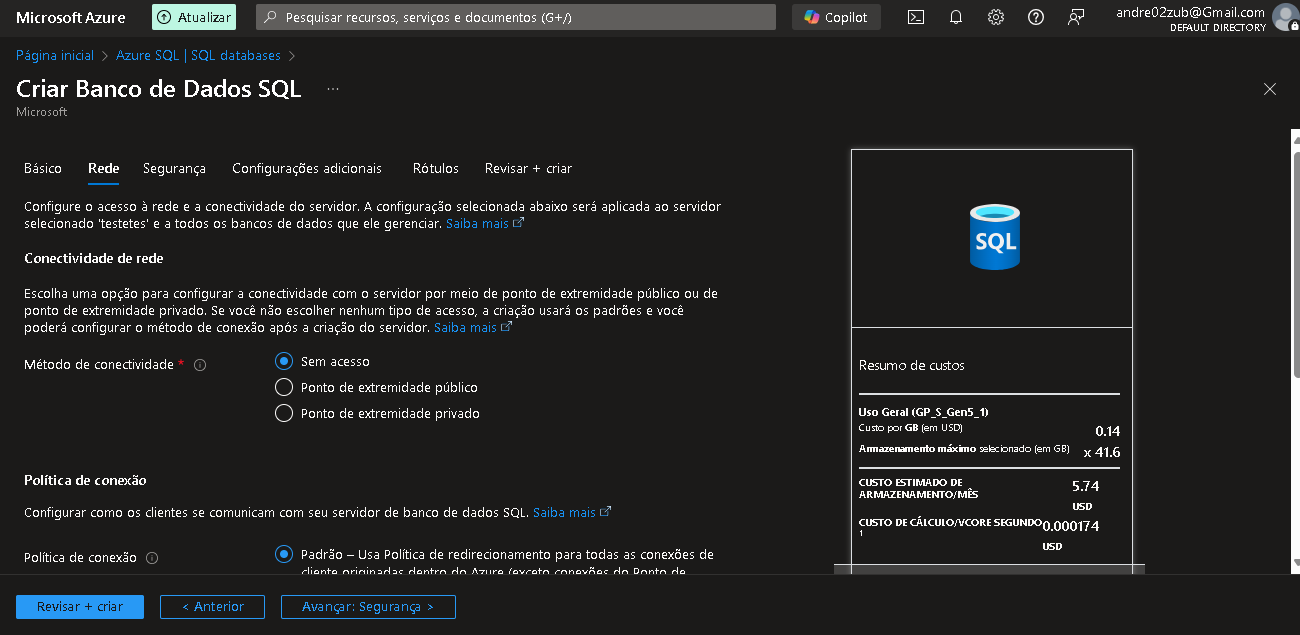 Microsoft Azure
Atualizar
Pesquisar recursos, serviços e documentos (G+/)
Copilot
andre02zub@Gmail.com
DEFAULT DIRECTORY
Página inicial > Azure SQL | SQL databases >
Criar Banco de Dados SQL ...
Microsoft
Básico Rede Segurança Configurações adicionais Rótulos Revisar + criar
Configure o acesso à rede e a conectividade do servidor. A configuração selecionada abaixo será aplicada ao servidor
selecionado 'testetes' e a todos os bancos de dados que ele gerenciar. Saiba mais
Conectividade de rede
Escolha uma opção para configurar a conectividade com o servidor por meio de ponto de extremidade público ou de
ponto de extremidade privado. Se você não escolher nenhum tipo de acesso, a criação usará os padrões e você
poderá configurar o método de conexão após a criação do servidor. Saiba mais
Método de conectividade *
Sem acesso
Ponto de extremidade público
Ponto de extremidade privado
Política de conexão
Configurar como os clientes se comunicam com seu servidor de banco de dados SQL. Saiba mais
Política de conexão
Padrão – Usa Política de redirecionamento para todas as conexões de
cliente originadas dentro do Azure (exceto conexões do Ponto de
SQL
Resumo de custos
Uso Geral (GP_S_Gen5_1)
Custo por GB (em USD) 0.14
Armazenamento máximo selecionado (em GB) x 41.6
CUSTO ESTIMADO DE
ARMAZENAMENTO/MÊS 5.74
USD
CUSTO DE CÁLCULO/VCORE SEGUNDO 0.000174
1
USD
Revisar + criar
< Anterior
Avançar: Segurança >